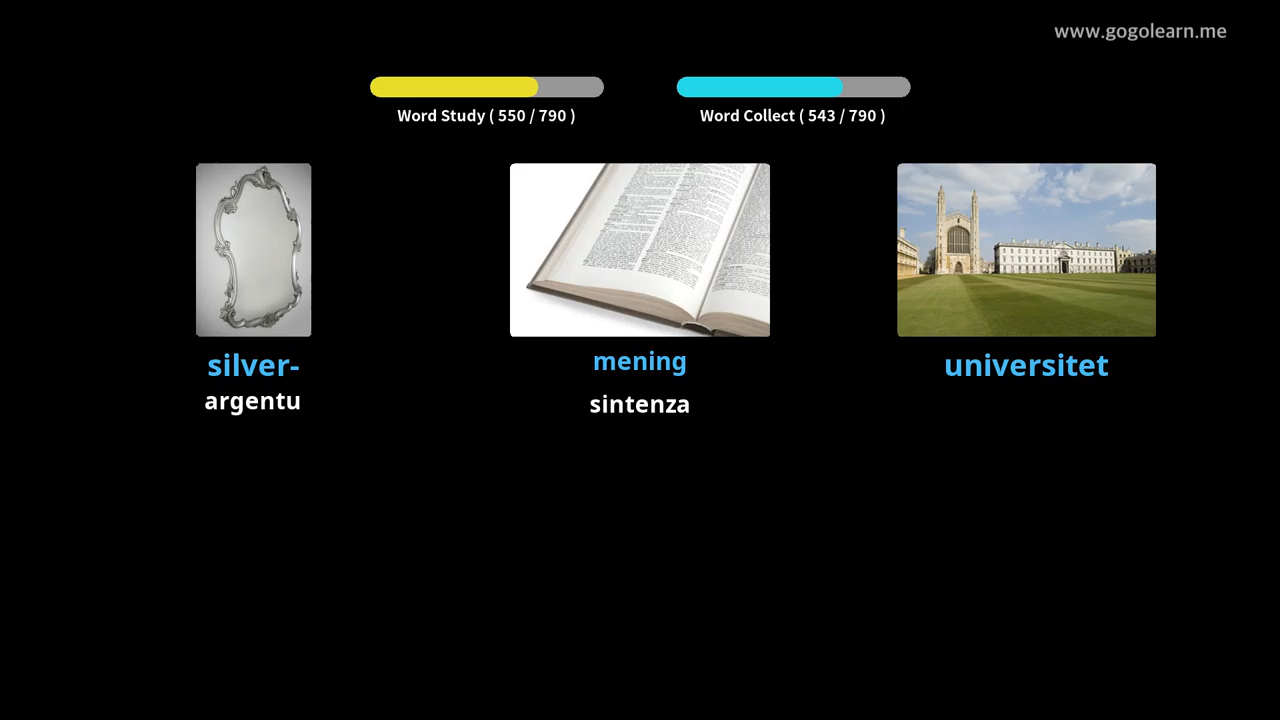 www.gogolearn.me
Word Study ( 550 / 790 )
Word Collect ( 543 / 790 )
silver-
argentu
mening
sintenza
universitet